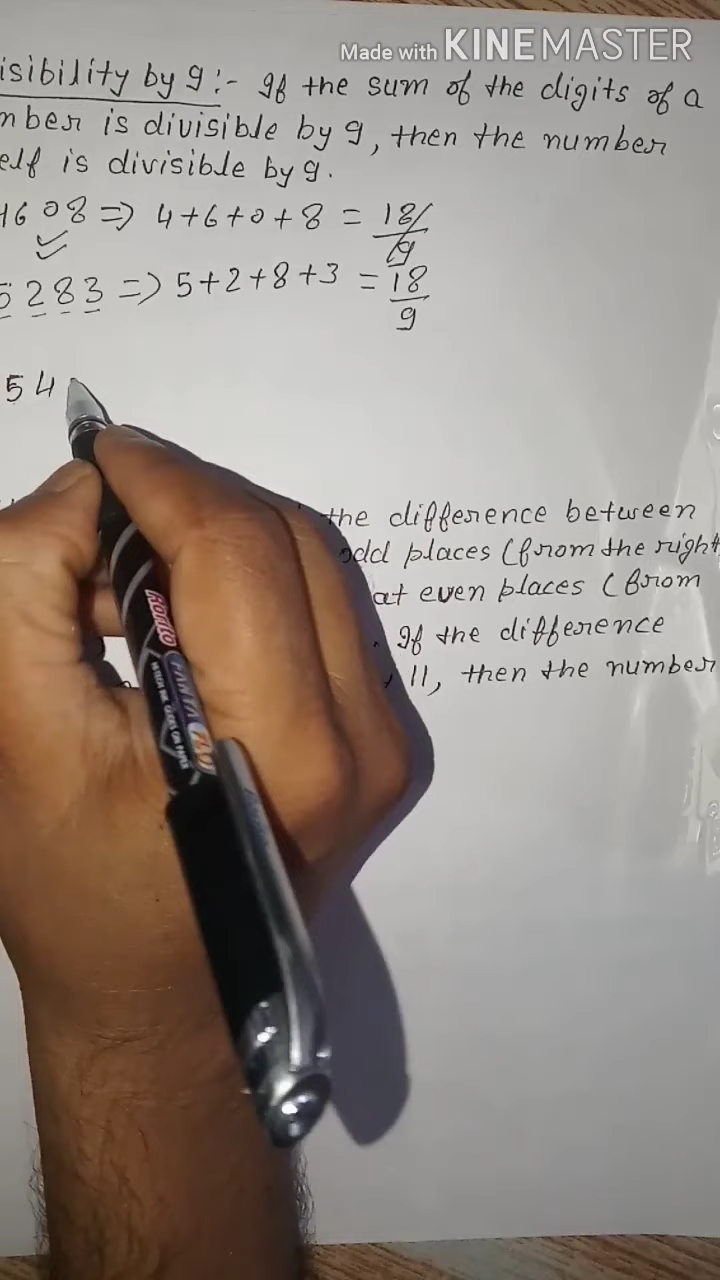 Made with KINEMASTER
isibility by 9:- If the sum of the digits of a
mber is divisible by 9, then the number
elf is divisible by 9.
4608 => 4+6+0+8 = 18/9
5283 => 5+2+8+3 = 18/9
54
the difference between
odd places (from the right
at even places (from
. If the difference
11, then the number
Rorito